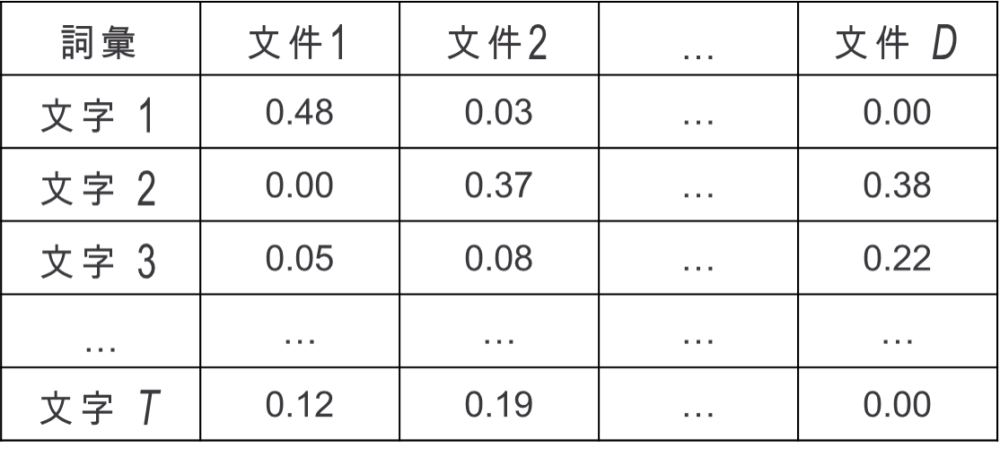 詞彙 文件1 文件2 … 文件 D
文字 1 0.48 0.03 … 0.00
文字 2 0.00 0.37 … 0.38
文字 3 0.05 0.08 … 0.22
… … … … …
文字 T 0.12 0.19 … 0.00